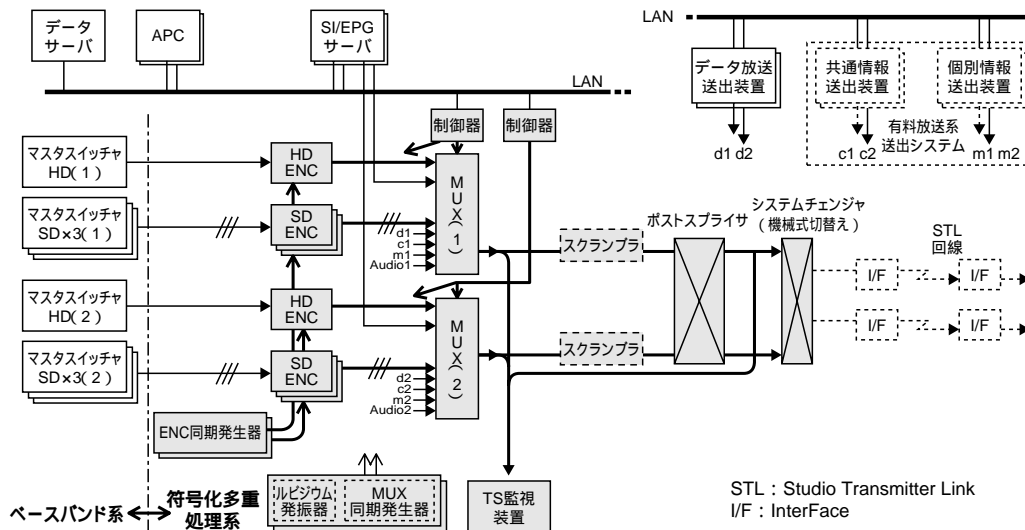 データ
サーバ
APC
SI/EPG
サーバ
LAN
LAN
データ放送
送出装置
共通情報
送出装置
個別情報
送出装置
有料放送系
送出システム
d1 d2
c1 c2
m1 m2
制御器
制御器
マスタスイッチャ
HD(1)
HD
ENC
マスタスイッチャ
SD×3(1)
SD
ENC
d1
c1
m1
Audio1
MUX(1)
マスタスイッチャ
HD(2)
HD
ENC
マスタスイッチャ
SD×3(2)
SD
ENC
d2
c2
m2
Audio2
MUX(2)
スクランブラ
スクランブラ
ポストスプライサ
システムチェンジャ
(機械式切替え)
STL
回線
I/F
I/F
I/F
I/F
ENC同期発生器
ルビジウム
発振器
MUX
同期発生器
TS監視
装置
ベースバンド系
符号化多重
処理系
STL:Studio Transmitter Link
I/F:InterFace